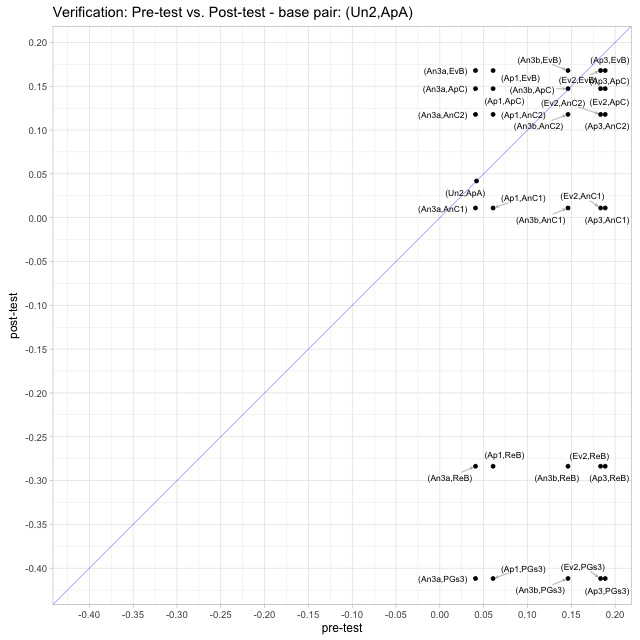 Verification: Pre-test vs. Post-test - base pair: (Un2,ApA)
0.20
(An3b,EvB)
(Ap3,EvB)
(An3a,EvB)
(Ap1,EvB)
(Ev2,EvB)
(Ap3,ApC)
0.15
(An3a,ApC)
(An3b,ApC)
(Ap1,ApC)
(Ev2,AnC2)
(Ev2,ApC)
(An3a,AnC2)
(Ap1,AnC2)
0.10
(An3b,AnC2)
(Ap3,AnC2)
0.05
(Un2,ApA)
(Ap1,AnC1)
(Ev2,AnC1)
(An3a,AnC1)
0.00
(An3b,AnC1)
(Ap3,AnC1)
-0.05
-0.10
post-test
-0.15
-0.20
-0.25
(Ap1,ReB)
(Ev2,ReB)
(An3a,ReB)
(An3b,ReB)
(Ap3,ReB)
-0.30
-0.35
-0.40
(Ap1,PGs3)
(Ev2,PGs3)
(An3a,PGs3)
(An3b,PGs3)
(Ap3,PGs3)
-0.40 -0.35 -0.30 -0.25 -0.20 -0.15 -0.10 -0.05 0.00 0.05 0.10 0.15 0.20
pre-test